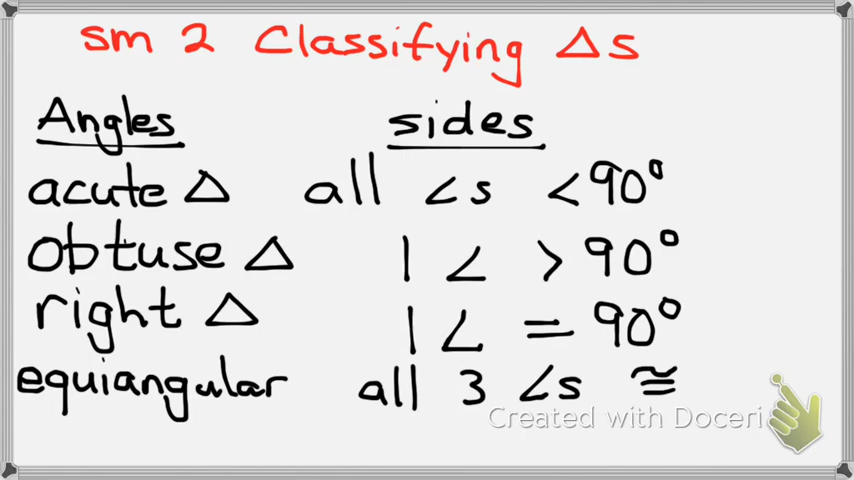 sm 2 Classifying △s
Angles sides
acute △ all ∠s <90°
obtuse △ 1 ∠ >90°
right △ 1 ∠ = 90°
equiangular all 3 ∠s ≅
Created with Doceri